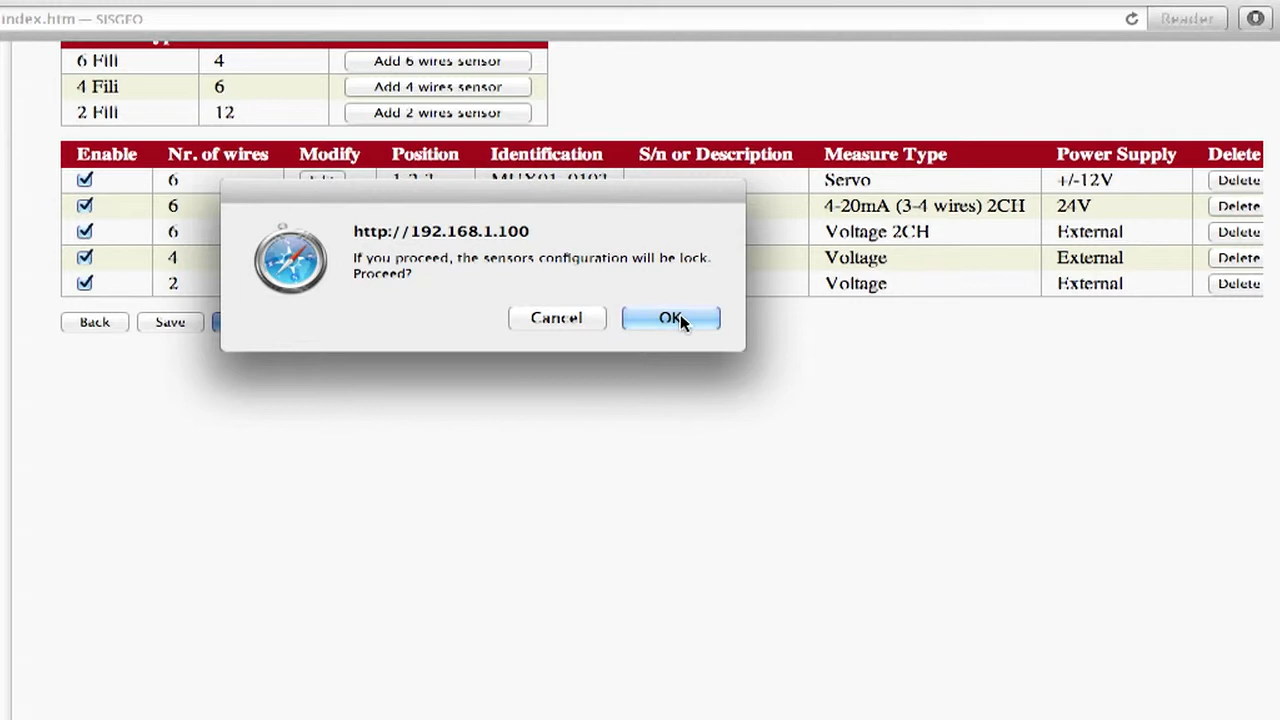 index.htm — SISGEO
Reader
6 Fili 4 Add 6 wires sensor
4 Fili 6 Add 4 wires sensor
2 Fili 12 Add 2 wires sensor
Enable Nr. of wires Modify Position Identification S/n or Description Measure Type Power Supply Delete
6 Servo +/-12V Delete
6 4-20mA (3-4 wires) 2CH 24V Delete
6 Voltage 2CH External Delete
4 Voltage External Delete
2 Voltage External Delete
http://192.168.1.100
If you proceed, the sensors configuration will be lock.
Proceed?
Cancel OK
Back Save